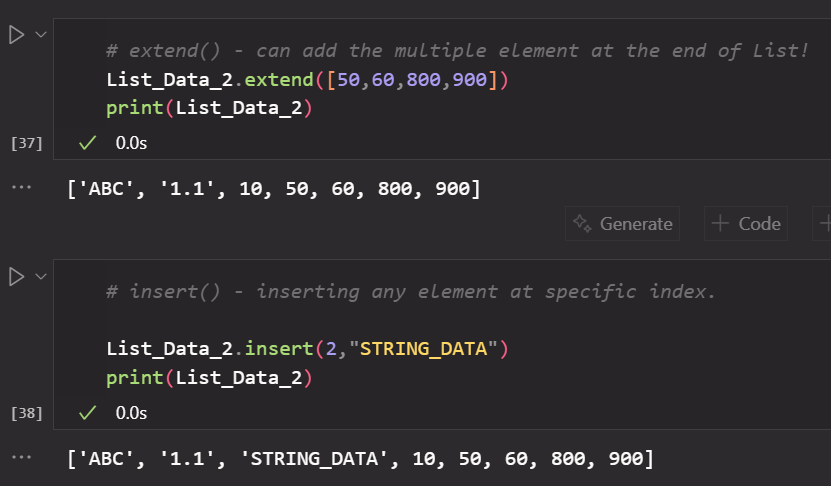 # extend() - can add the multiple element at the end of List!
List_Data_2.extend([50,60,800,900])
print(List_Data_2)
[37]
0.0s
... ['ABC', '1.1', 10, 50, 60, 800, 900]
Generate + Code +
# insert() - inserting any element at specific index.
List_Data_2.insert(2,"STRING_DATA")
print(List_Data_2)
[38]
0.0s
... ['ABC', '1.1', 'STRING_DATA', 10, 50, 60, 800, 900]